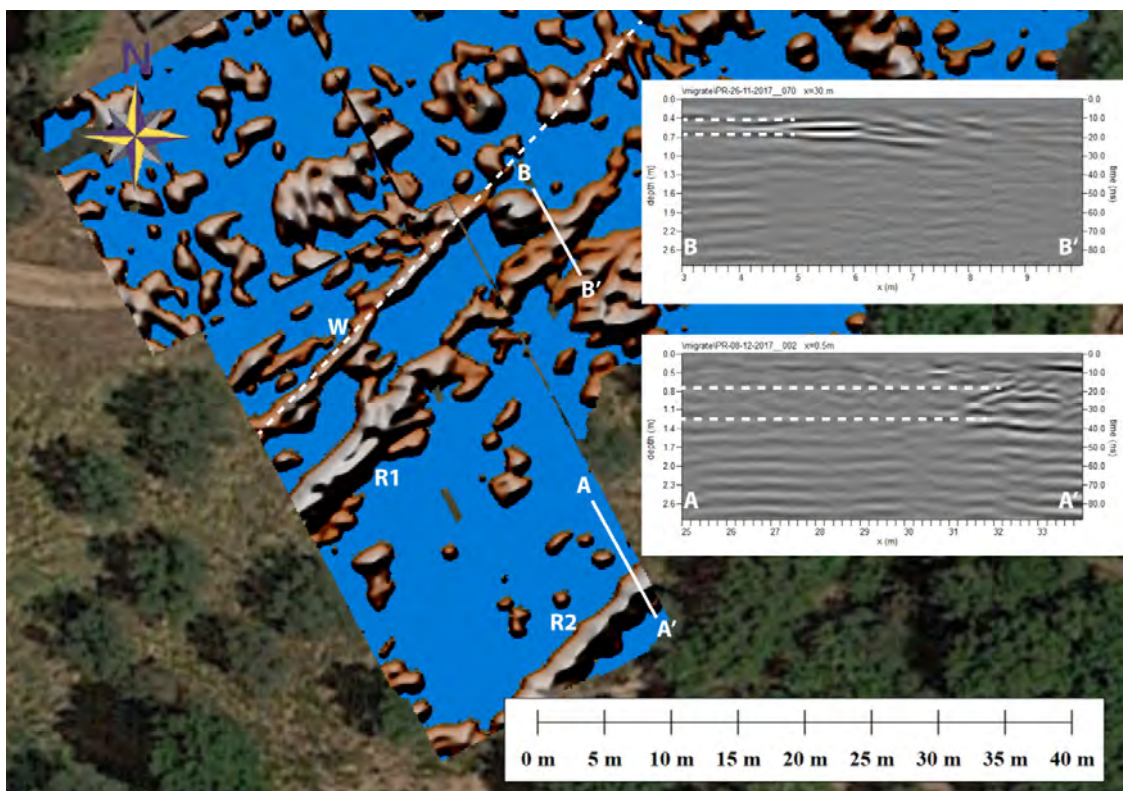 N
\migrate\PR-26-11-2017__070 x=30 m
0.0
0.4
0.7
1.0
1.3
1.6
1.9
2.2
2.6
depth (m)
0.0
10.0
20.0
30.0
40.0
50.0
60.0
70.0
80.0
time (ns)
B B'
3 4 5 6 7 8 9
x (m)
B
B'
W
\migrate\PR-08-12-2017__002 x=0.5m
0.0
0.5
0.8
1.1
1.4
1.7
2.0
2.3
2.6
depth (m)
0.0
10.0
20.0
30.0
40.0
50.0
60.0
70.0
80.0
time (ns)
A A'
25 26 27 28 29 30 31 32 33
x (m)
R1
A
R2
A'
0 m 5 m 10 m 15 m 20 m 25 m 30 m 35 m 40 m